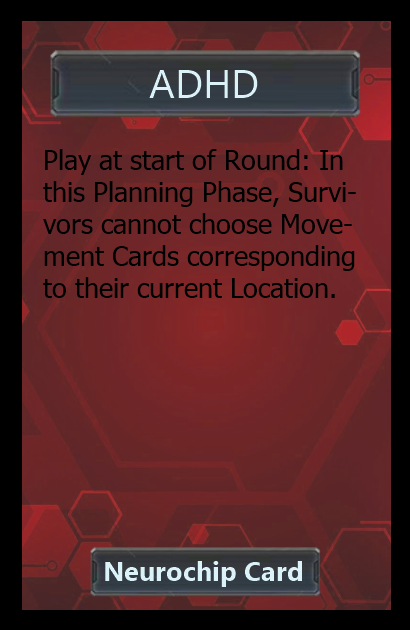 ADHD
Play at start of Round: In
this Planning Phase, Survi-
vors cannot choose Move-
ment Cards corresponding
to their current Location.
Neurochip Card